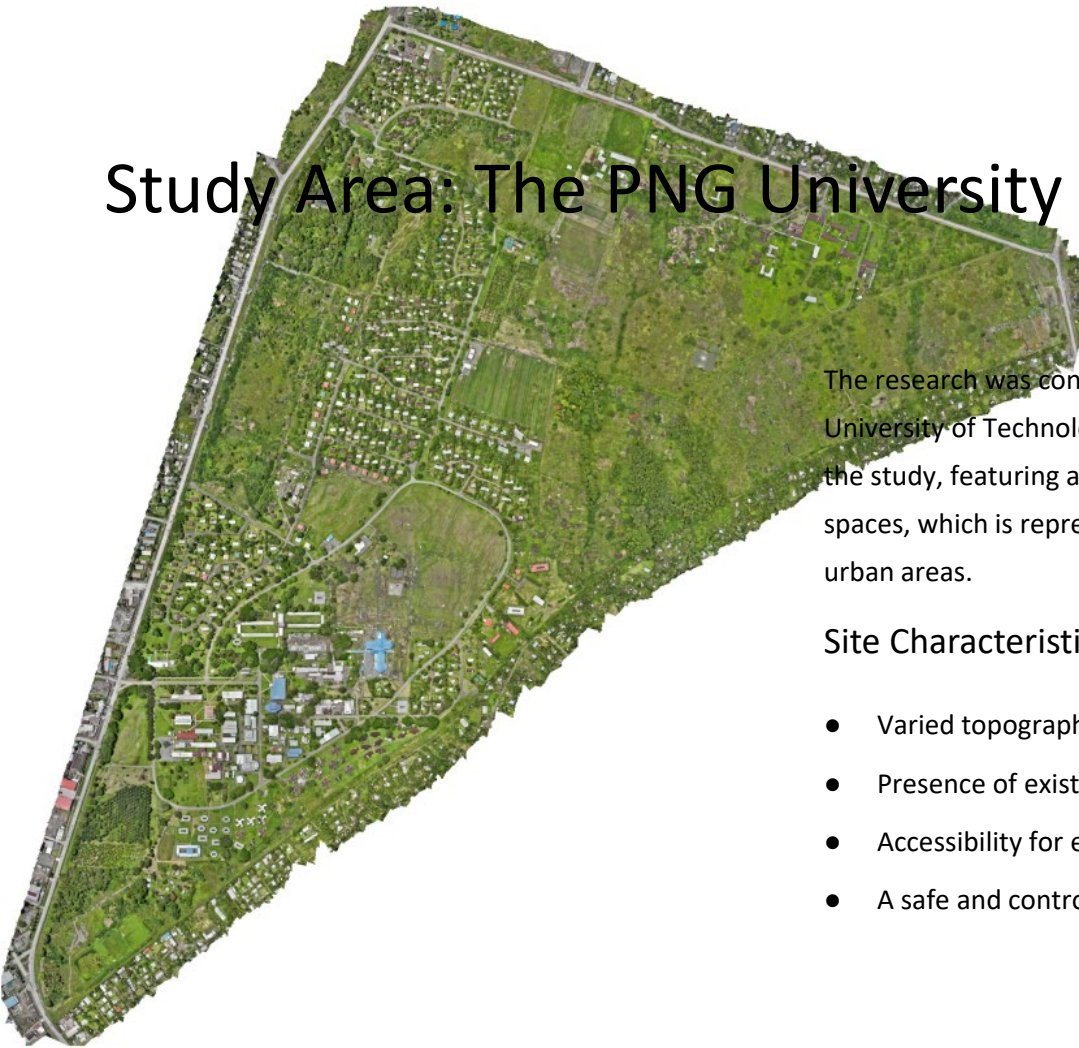 Study Area: The PNG University
The research was con
University of Technol
the study, featuring a
spaces, which is repre
urban areas.
Site Characteristi
● Varied topograph
● Presence of exist
● Accessibility for e
● A safe and contro